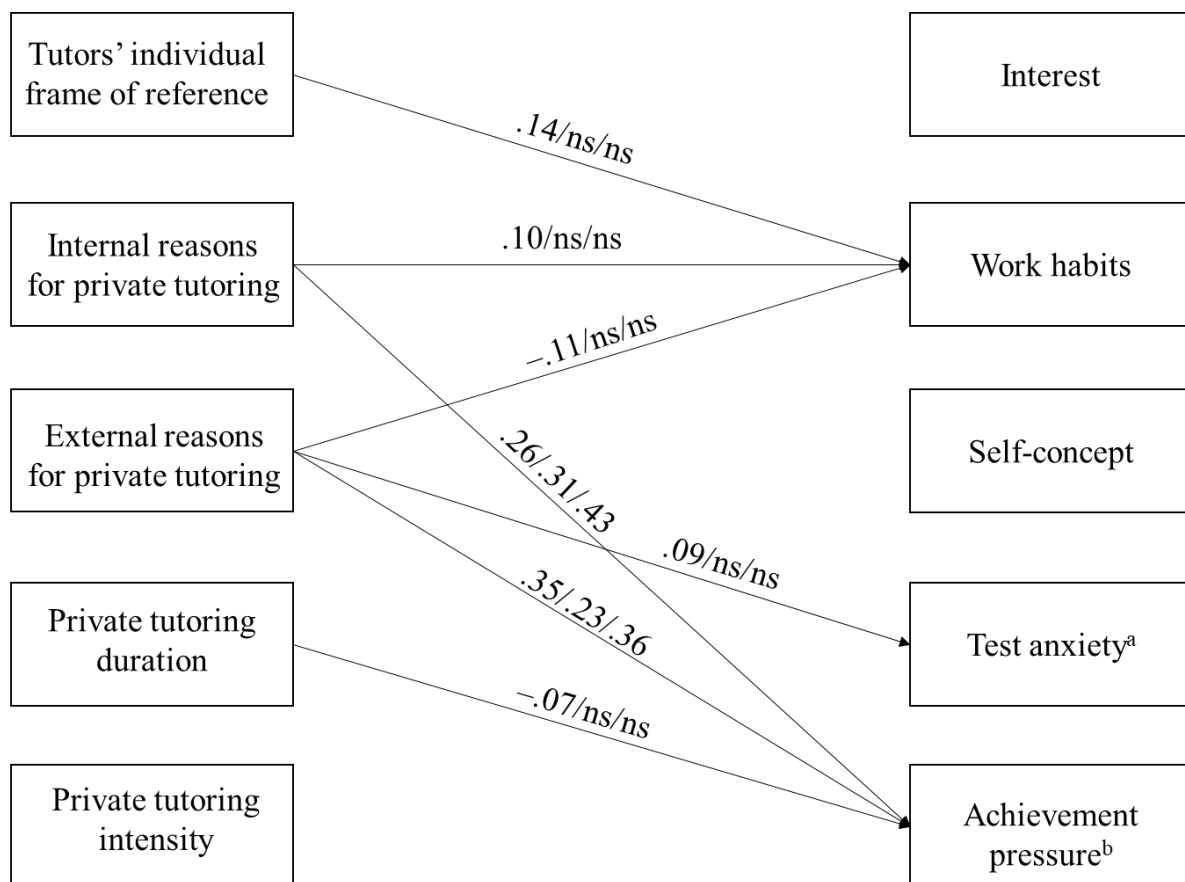 Tutors’ individual
frame of reference
Interest
.14/ns/ns
Internal reasons
for private tutoring
.10/ns/ns
Work habits
–.11/ns/ns
External reasons
for private tutoring
.26/.31/.43
Self-concept
.09/ns/ns
.35/.23/.36
Private tutoring
duration
Test anxietyᵃ
–.07/ns/ns
Private tutoring
intensity
Achievement
pressureᵇ